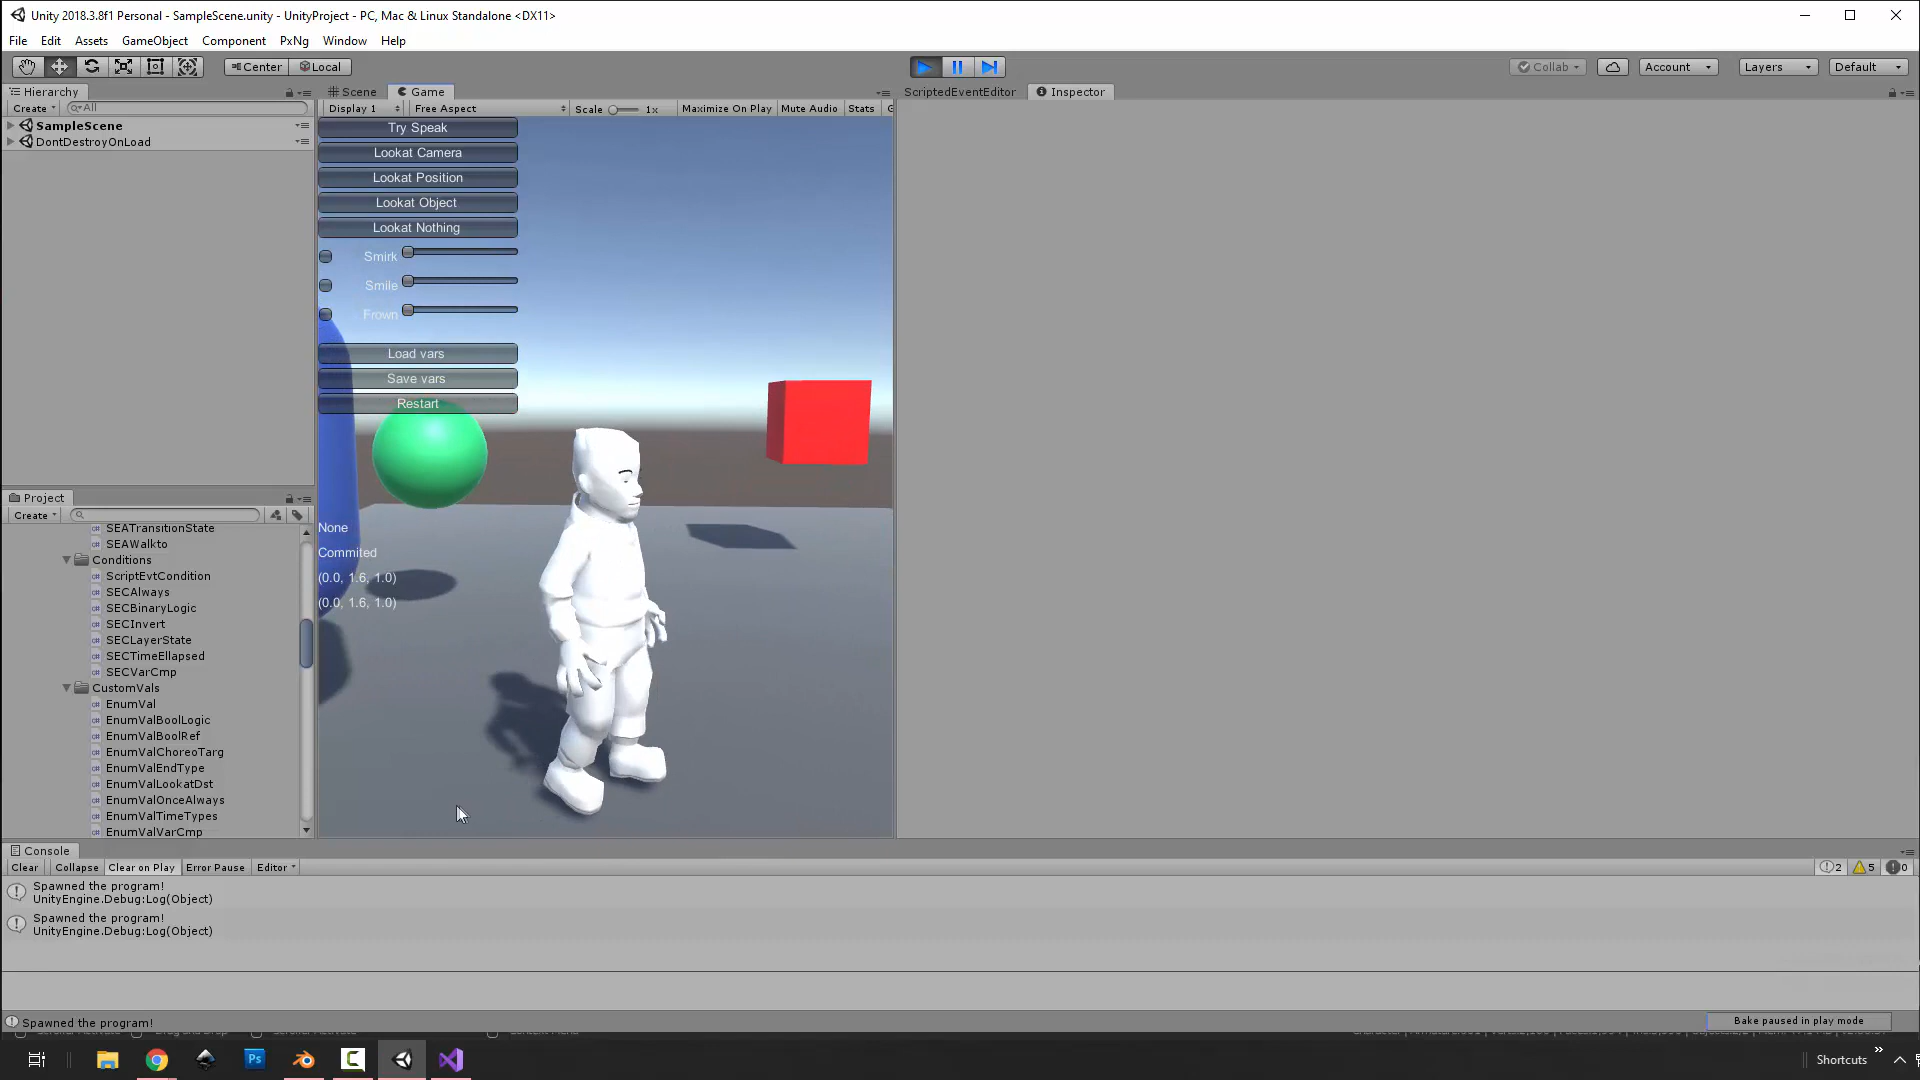 Unity 2018.3.8f1 Personal - SampleScene.unity - UnityProject - PC, Mac & Linux Standalone <DX11>
File Edit Assets GameObject Component PxNg Window Help
Center Local Collab Account Layers Default
Hierarchy
Create All
SampleScene
DontDestroyOnLoad
Scene Game
Display 1 Free Aspect Scale 1x Maximize On Play Mute Audio Stats G
Try Speak
Lookat Camera
Lookat Position
Lookat Object
Lookat Nothing
Smirk
Smile
Frown
Load vars
Save vars
Restart
None
Commited
(0.0, 1.6, 1.0)
(0.0, 1.6, 1.0)
ScriptedEventEditor Inspector
Project
Create
SEATransitionState
SEAWalkto
Conditions
ScriptEvtCondition
SECAlways
SECBinaryLogic
SECInvert
SECLayerState
SECTimeEllapsed
SECVarCmp
CustomVals
EnumVal
EnumValBoolLogic
EnumValBoolRef
EnumValChoreoTarg
EnumValEndType
EnumValLookatDst
EnumValOnceAlways
EnumValTimeTypes
EnumValVarCmp
Console
Clear Collapse Clear on Play Error Pause Editor 2 5 0
Spawned the program!
UnityEngine.Debug:Log(Object)
Spawned the program!
UnityEngine.Debug:Log(Object)
Spawned the program! Bake paused in play mode
Ps Shortcuts